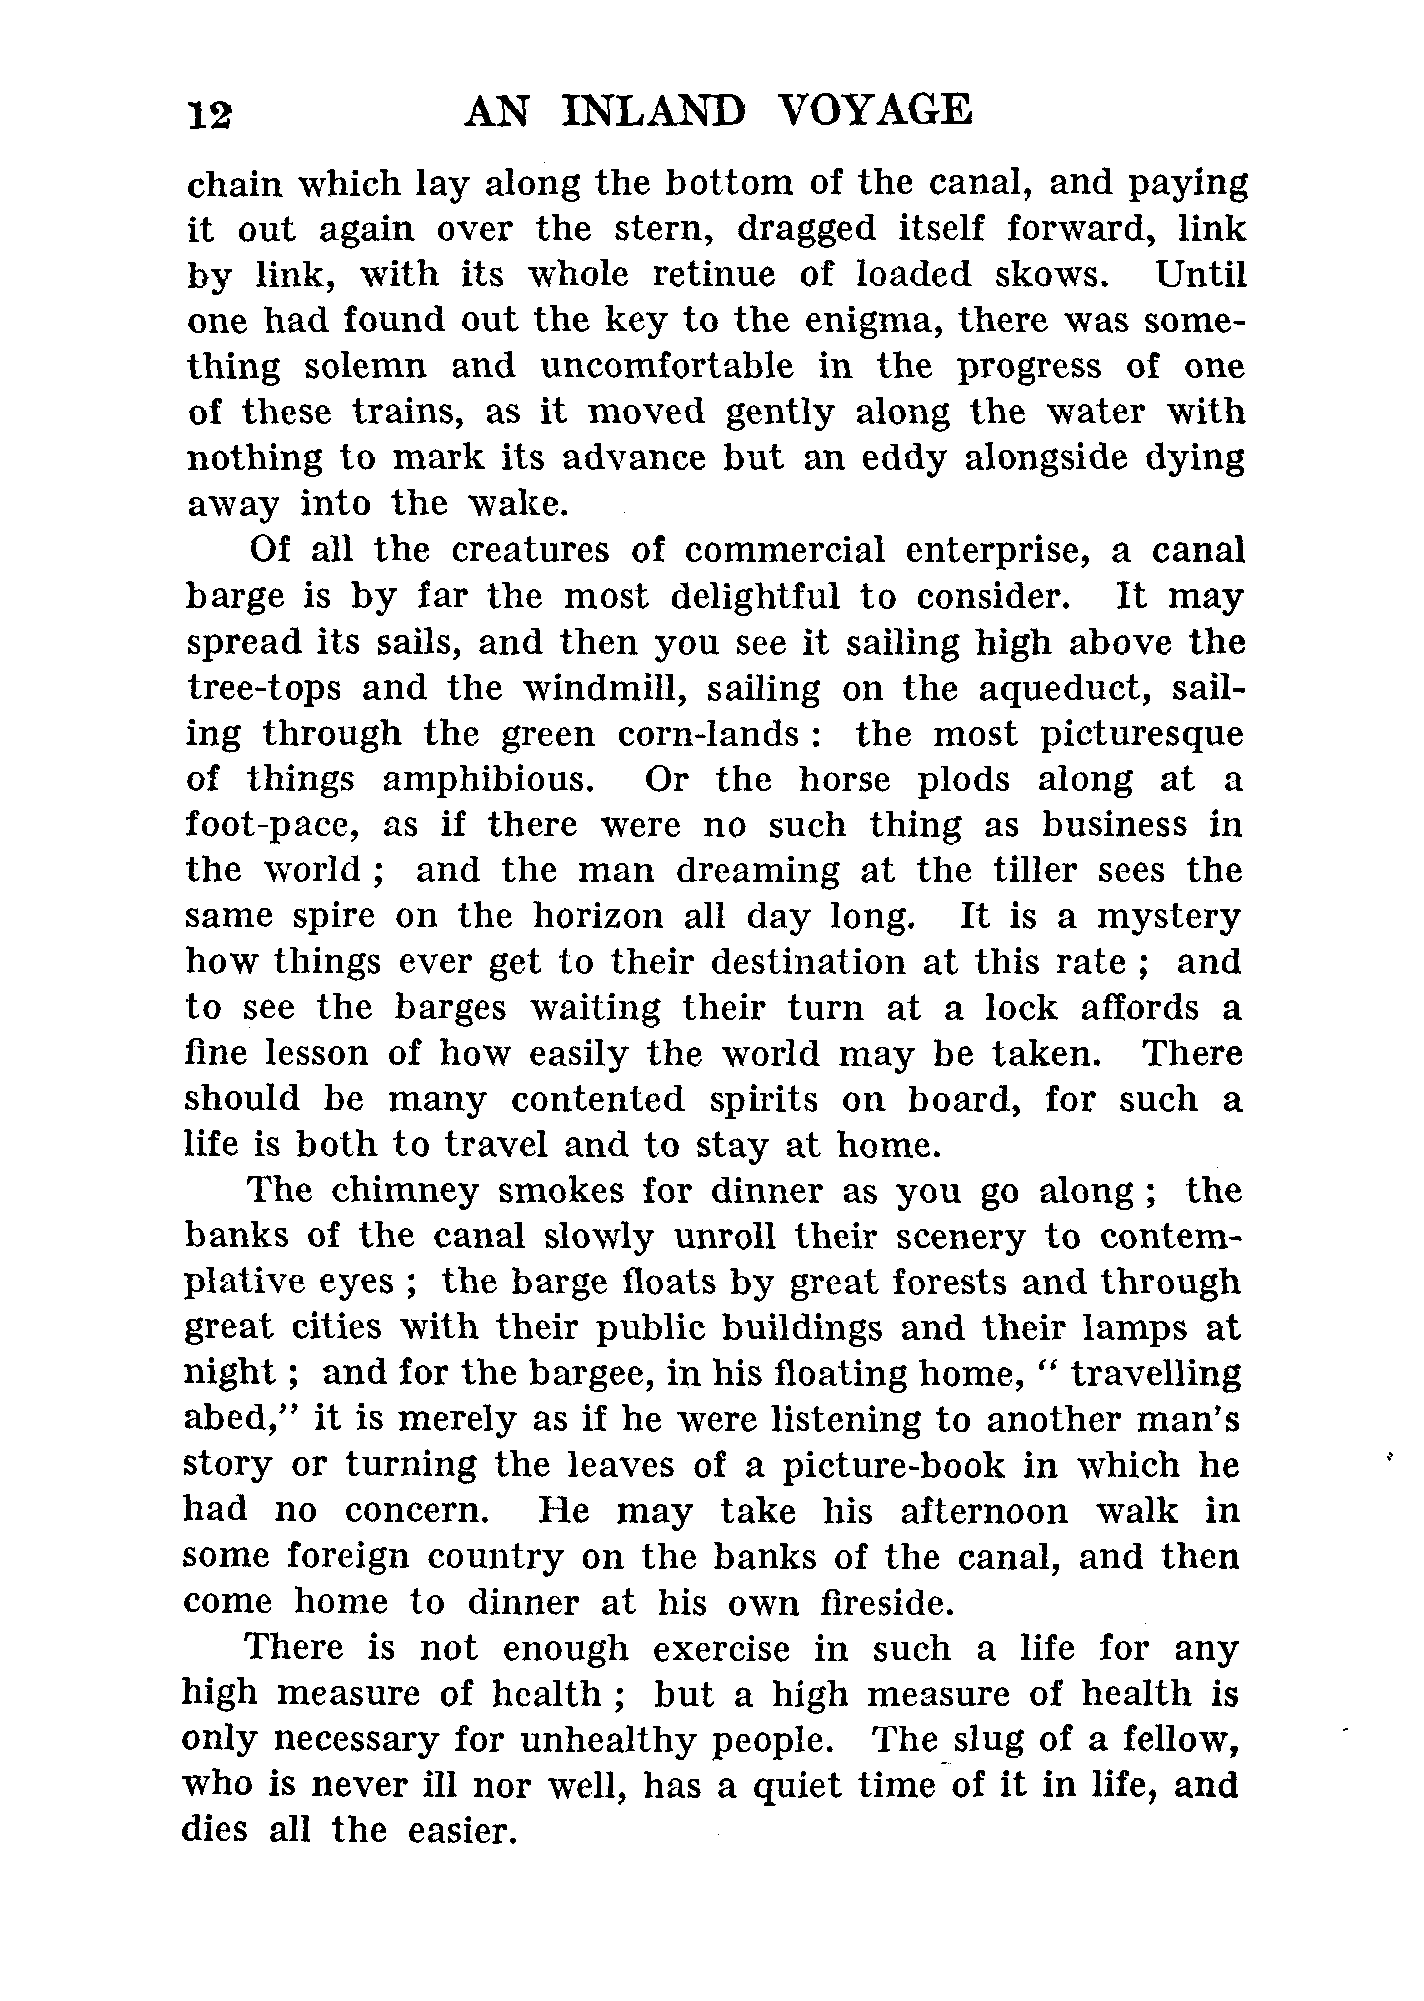 12 AN INLAND VOYAGE
chain which lay along the bottom of the canal, and paying
it out again over the stern, dragged itself forward, link
by link, with its whole retinue of loaded skows. Until
one had found out the key to the enigma, there was some-
thing solemn and uncomfortable in the progress of one
of these trains, as it moved gently along the water with
nothing to mark its advance but an eddy alongside dying
away into the wake.
Of all the creatures of commercial enterprise, a canal
barge is by far the most delightful to consider. It may
spread its sails, and then you see it sailing high above the
tree-tops and the windmill, sailing on the aqueduct, sail-
ing through the green corn-lands : the most picturesque
of things amphibious. Or the horse plods along at a
foot-pace, as if there were no such thing as business in
the world ; and the man dreaming at the tiller sees the
same spire on the horizon all day long. It is a mystery
how things ever get to their destination at this rate ; and
to see the barges waiting their turn at a lock affords a
fine lesson of how easily the world may be taken. There
should be many contented spirits on board, for such a
life is both to travel and to stay at home.
The chimney smokes for dinner as you go along ; the
banks of the canal slowly unroll their scenery to contem-
plative eyes ; the barge floats by great forests and through
great cities with their public buildings and their lamps at
night ; and for the bargee, in his floating home, " travelling
abed," it is merely as if he were listening to another man's
story or turning the leaves of a picture-book in which he
had no concern. He may take his afternoon walk in
some foreign country on the banks of the canal, and then
come home to dinner at his own fireside.
There is not enough exercise in such a life for any
high measure of health ; but a high measure of health is
only necessary for unhealthy people. The slug of a fellow,
who is never ill nor well, has a quiet time of it in life, and
dies all the easier.